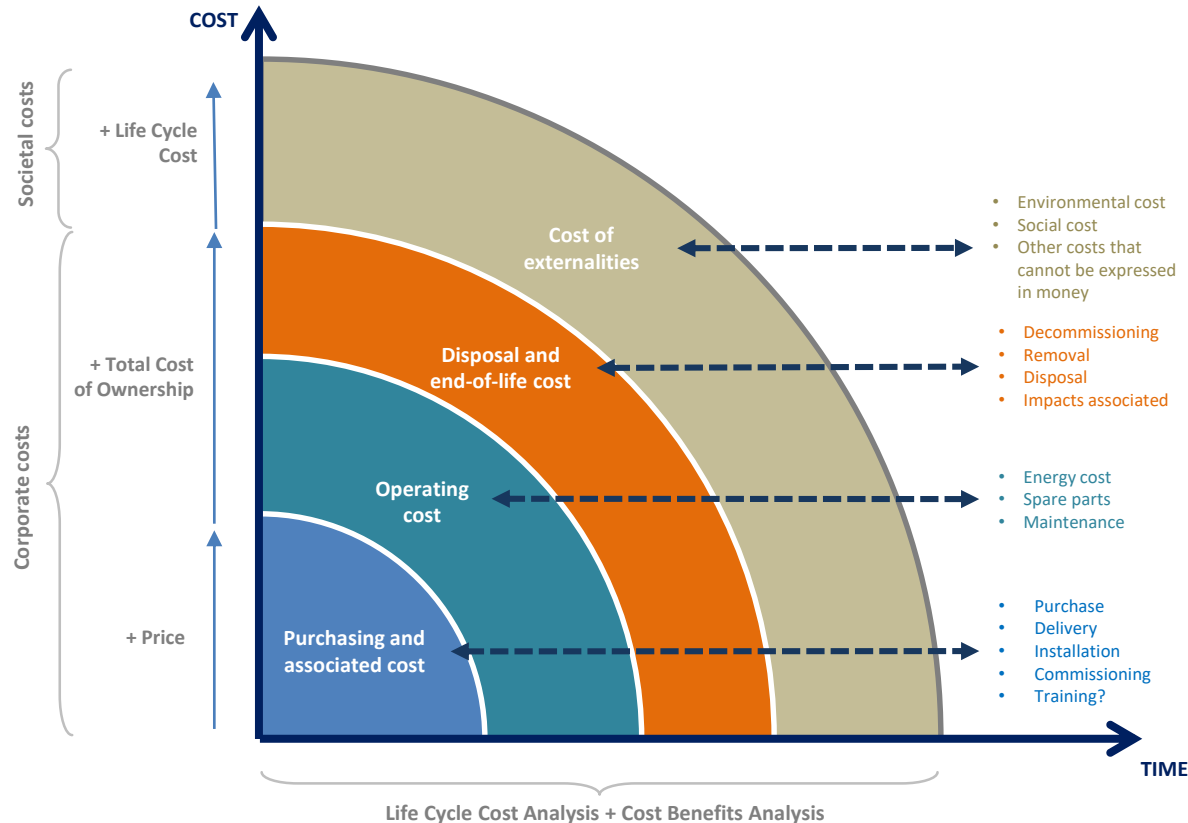 COST
Societal costs
+ Life Cycle
Cost
Cost of
externalities
• Environmental cost
• Social cost
• Other costs that
cannot be expressed
in money
Corporate costs
+ Total Cost
of Ownership
Disposal and
end-of-life cost
• Decommissioning
• Removal
• Disposal
• Impacts associated
Operating
cost
• Energy cost
• Spare parts
• Maintenance
+ Price
Purchasing and
associated cost
• Purchase
• Delivery
• Installation
• Commissioning
• Training?
TIME
Life Cycle Cost Analysis + Cost Benefits Analysis